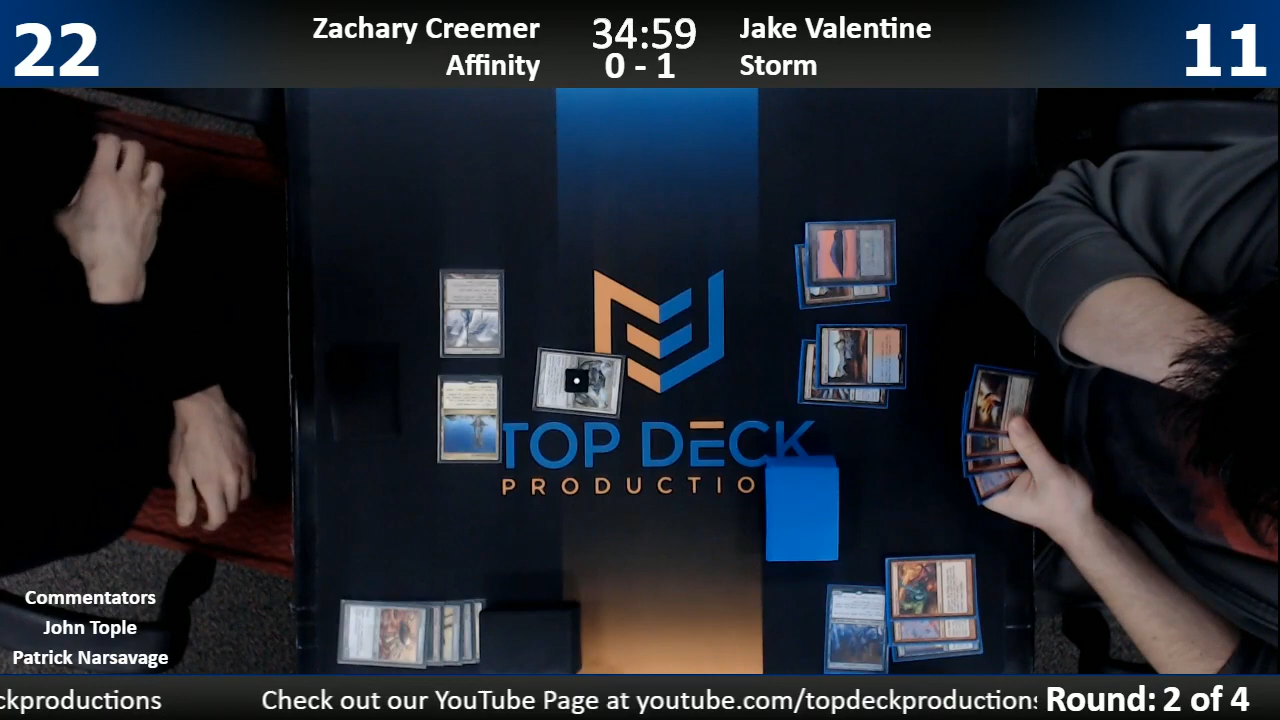 22
Zachary Creemer
Affinity
34:59
0 - 1
Jake Valentine
Storm
11
TOP DECK
PRODUCTIO
Commentators
John Tople
Patrick Narsavage
ckproductions
Check out our YouTube Page at youtube.com/topdeckproductions
Round: 2 of 4